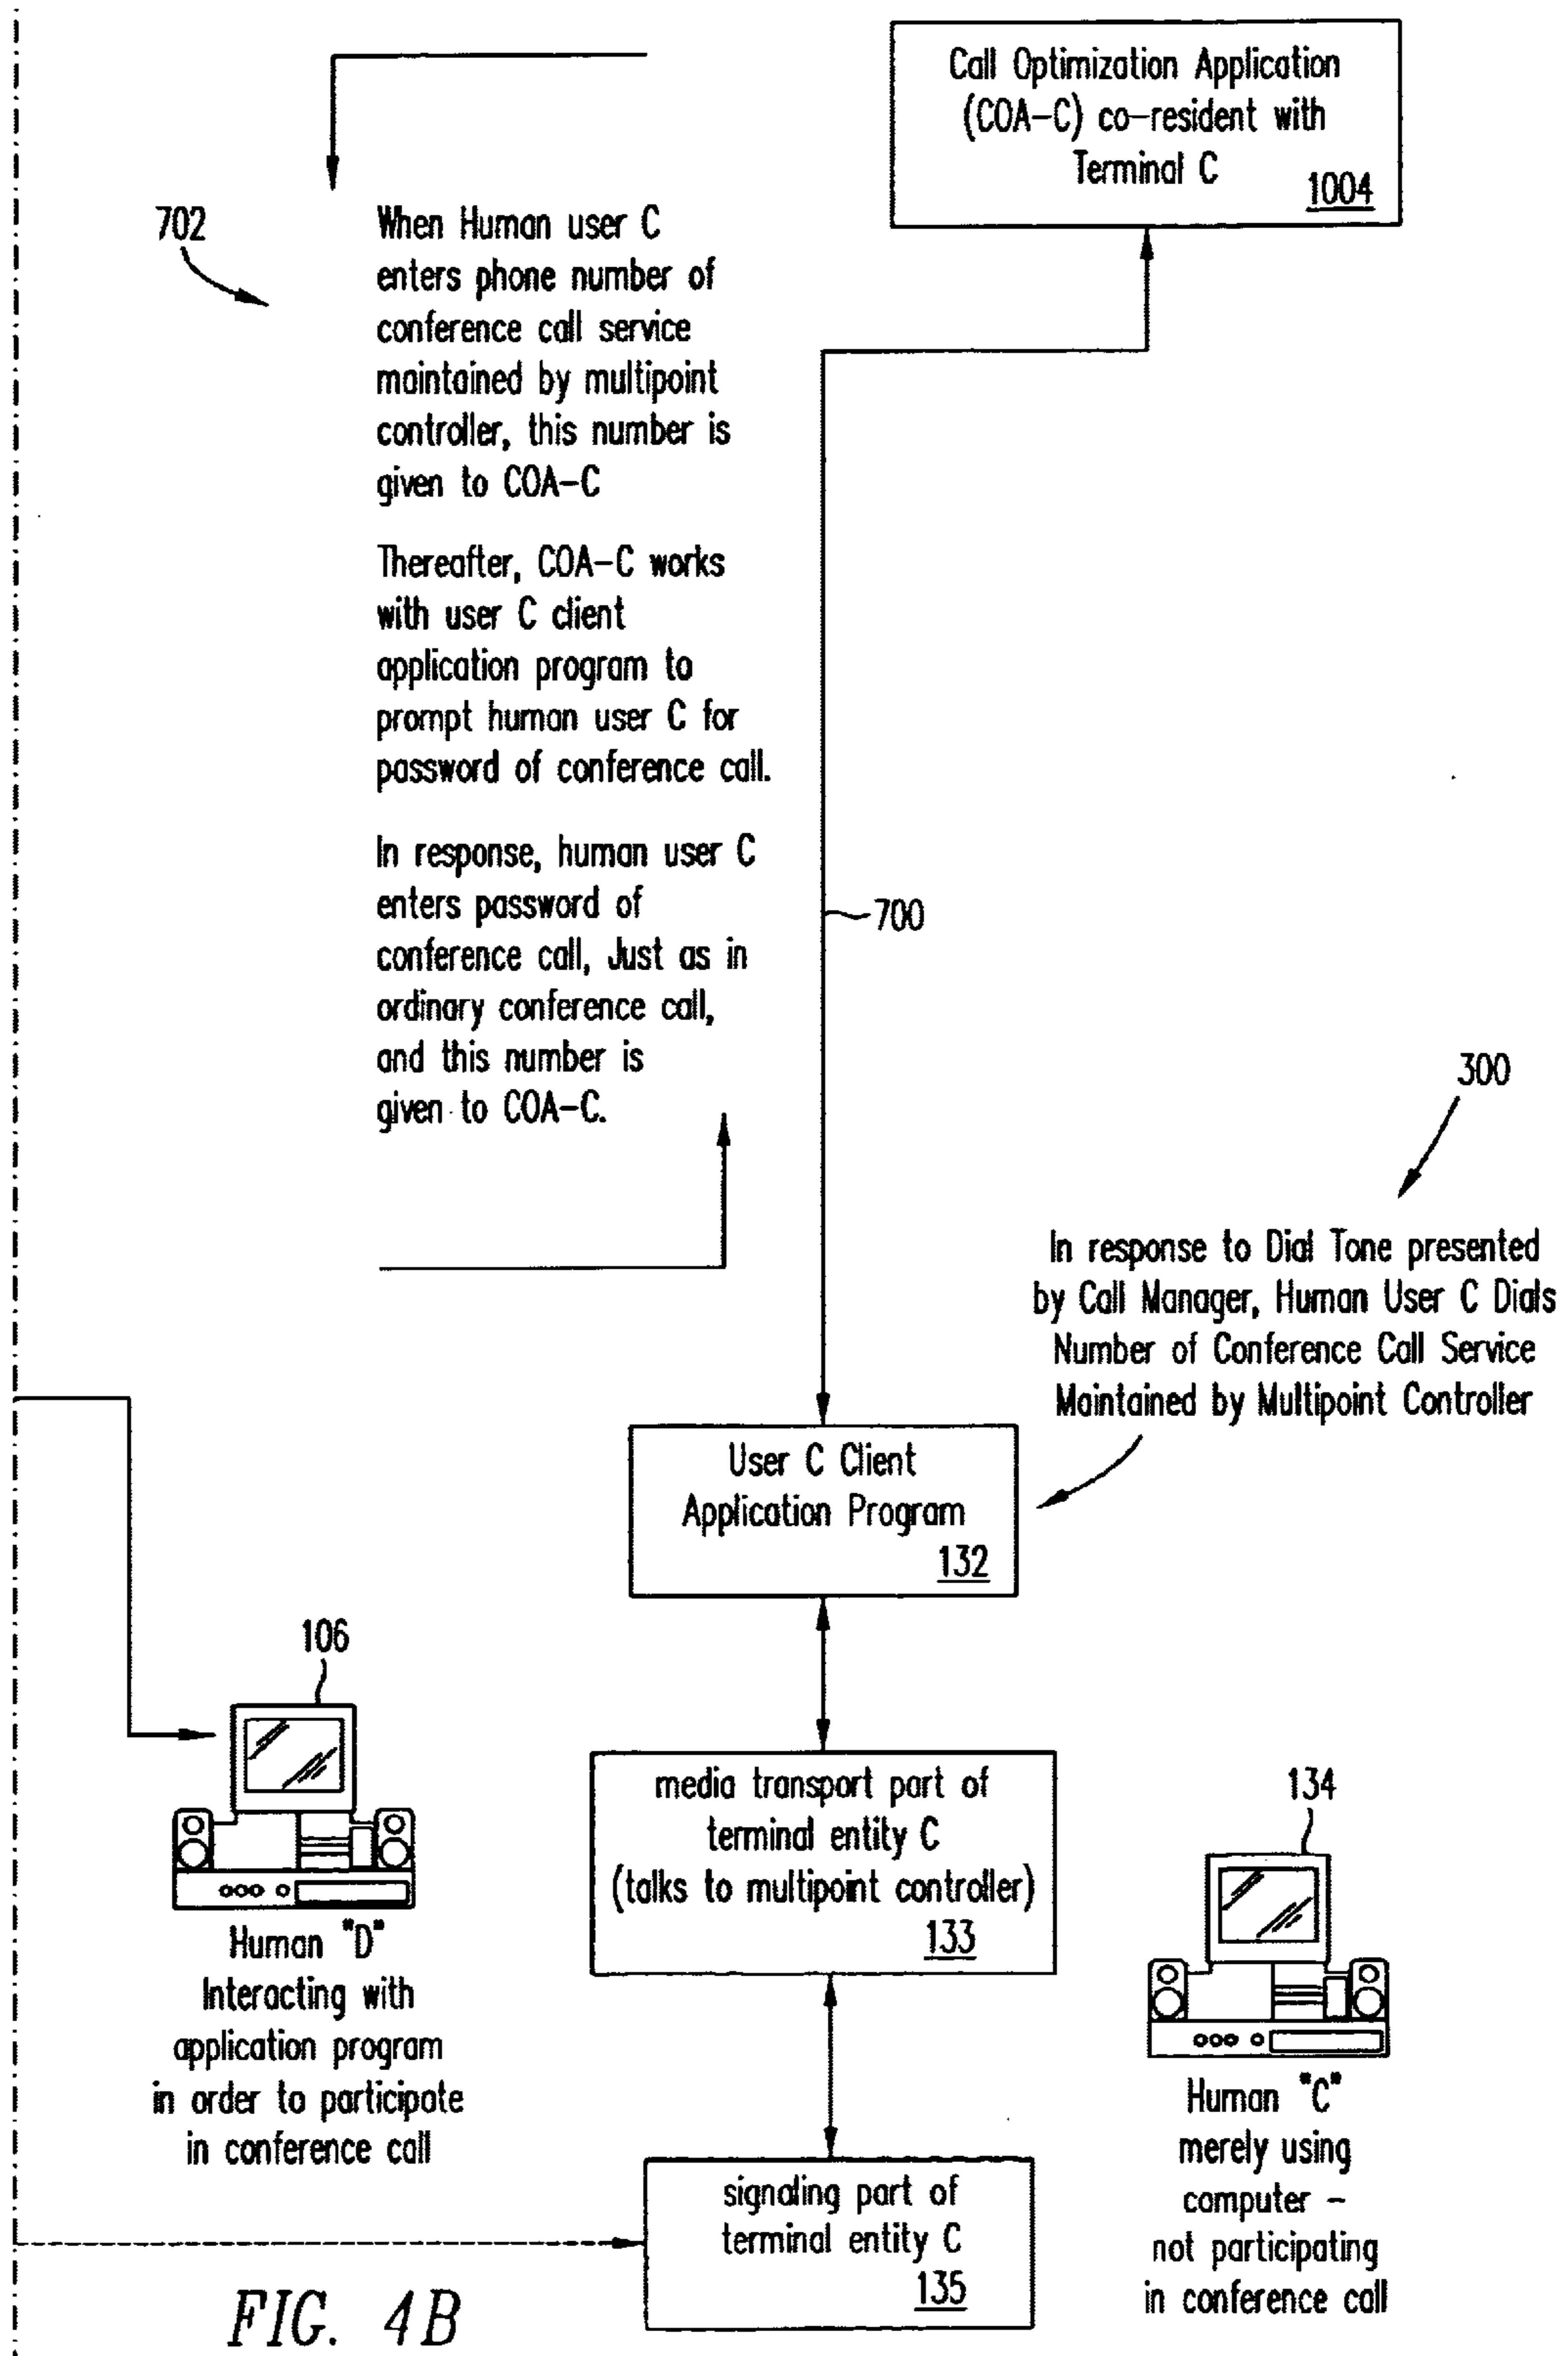 Call Optimization Application
(COA-C) co-resident with
Terminal C
1004
702
When Human user C
enters phone number of
conference call service
maintained by multipoint
controller, this number is
given to COA-C
Thereafter, COA-C works
with user C client
application program to
prompt human user C for
password of conference call.
In response, human user C
enters password of
conference call, Just as in
ordinary conference call,
and this number is
given to COA-C.
700
300
In response to Dial Tone presented
by Call Manager, Human User C Dials
Number of Conference Call Service
Maintained by Multipoint Controller
User C Client
Application Program
132
106
Human "D"
Interacting with
application program
in order to participate
in conference call
media transport part of
terminal entity C
(talks to multipoint controller)
133
134
Human "C"
merely using
computer -
not participating
in conference call
signaling part of
terminal entity C
135
FIG. 4B